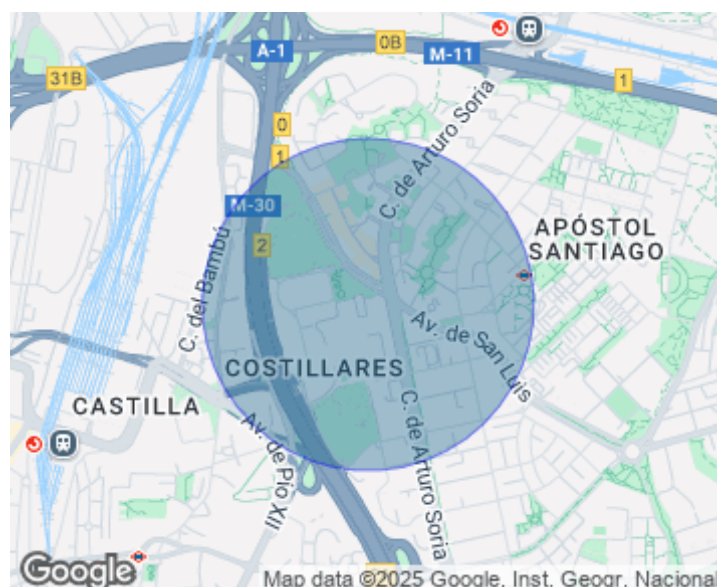 0B
A-1
M-11
31B
1
C. de Arturo Soria
0
1
M-30
2
C. del Bambú
APÓSTOL
SANTIAGO
Av. de San Luis
COSTILLARES
CASTILLA
C. de Arturo Soria
Av. de Pío XII
Google
Map data ©2025 Google, Inst. Geogr. Nacional